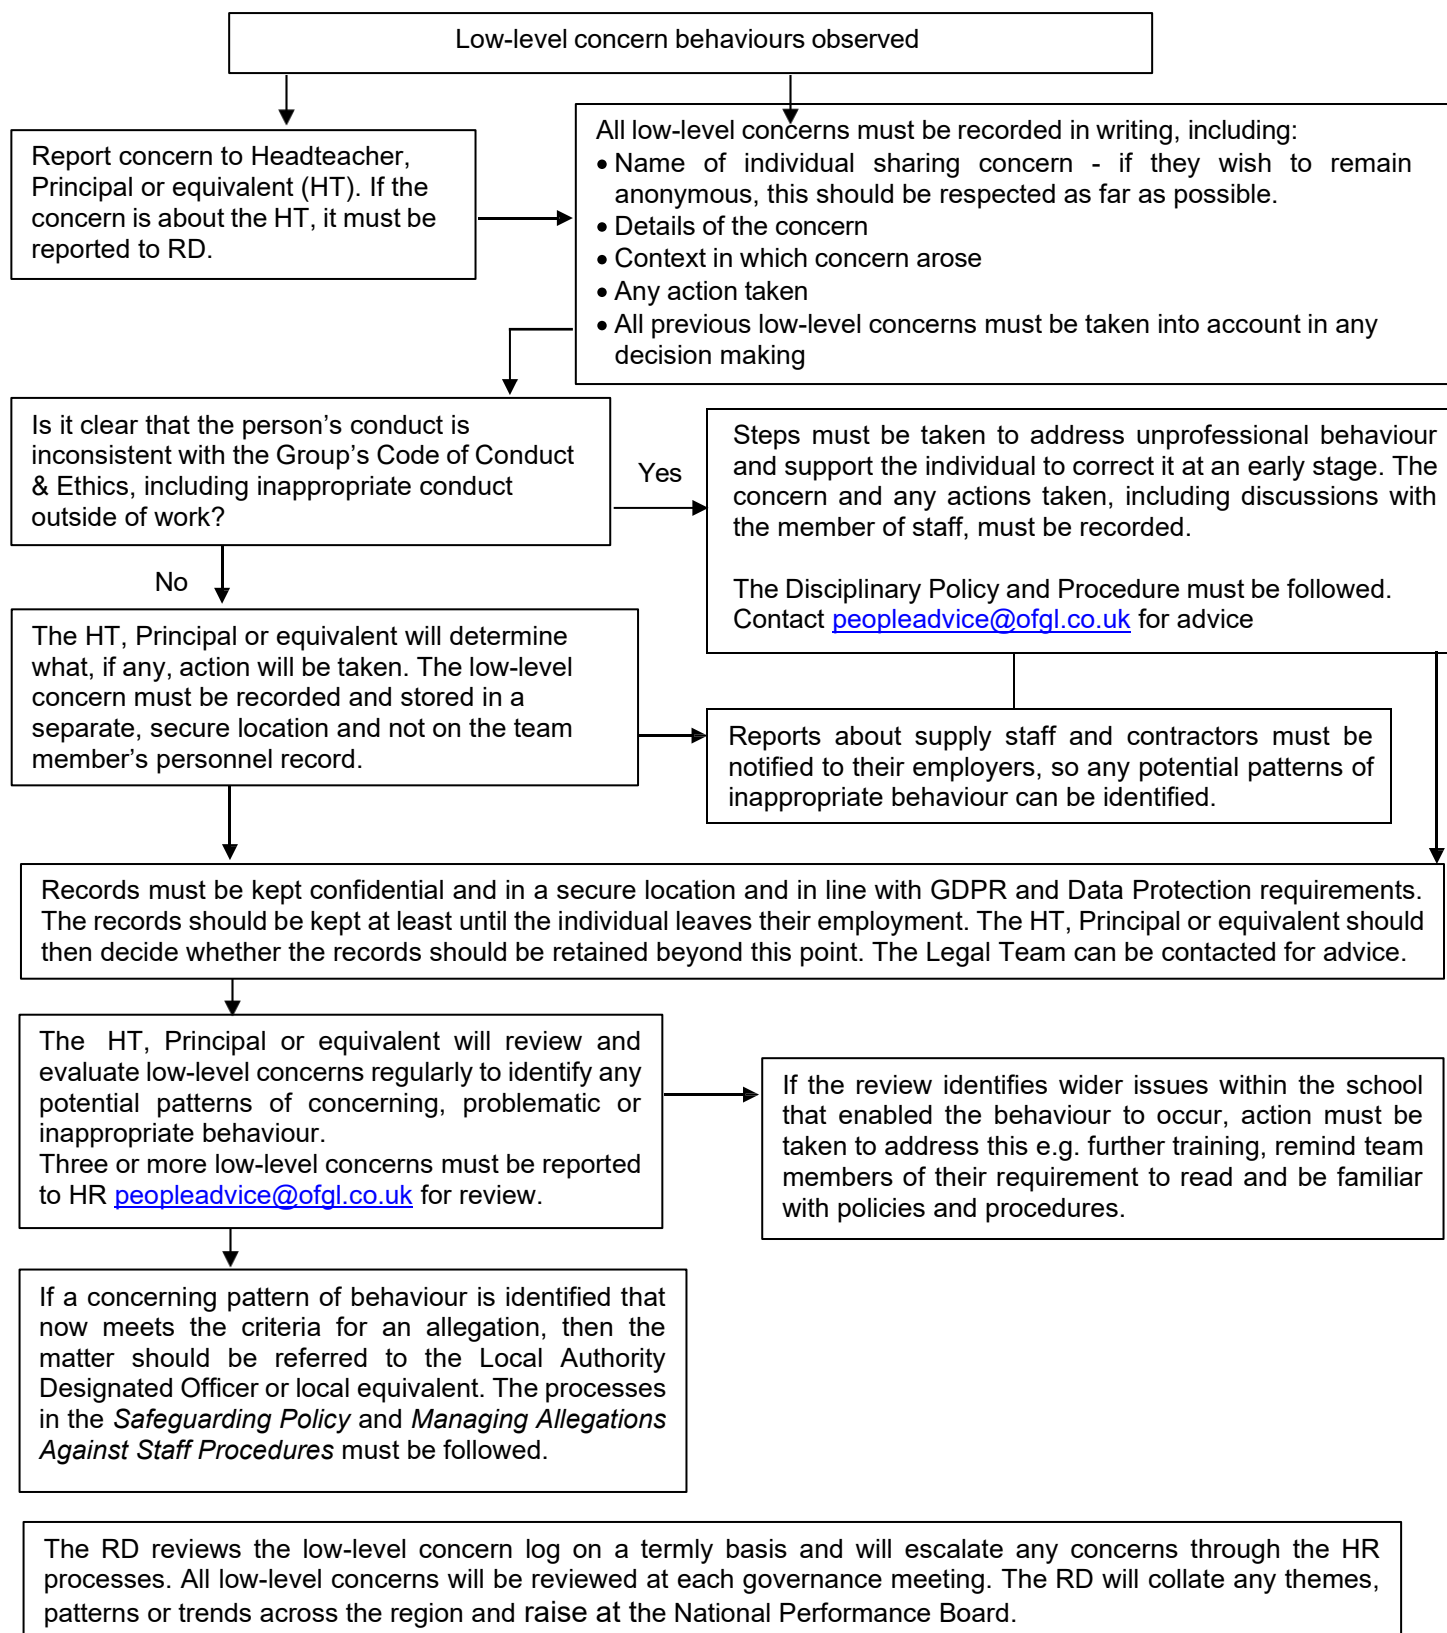 Low-level concern behaviours observed
Report concern to Headteacher,
Principal or equivalent (HT). If the
concern is about the HT, it must be
reported to RD.
All low-level concerns must be recorded in writing, including:
• Name of individual sharing concern - if they wish to remain
anonymous, this should be respected as far as possible.
• Details of the concern
• Context in which concern arose
• Any action taken
• All previous low-level concerns must be taken into account in any
decision making
Is it clear that the person’s conduct is
inconsistent with the Group’s Code of Conduct
& Ethics, including inappropriate conduct
outside of work?
Yes
Steps must be taken to address unprofessional behaviour
and support the individual to correct it at an early stage. The
concern and any actions taken, including discussions with
the member of staff, must be recorded.
The Disciplinary Policy and Procedure must be followed.
Contact peopleadvice@ofgl.co.uk for advice
No
The HT, Principal or equivalent will determine
what, if any, action will be taken. The low-level
concern must be recorded and stored in a
separate, secure location and not on the team
member’s personnel record.
Reports about supply staff and contractors must be
notified to their employers, so any potential patterns of
inappropriate behaviour can be identified.
Records must be kept confidential and in a secure location and in line with GDPR and Data Protection requirements.
The records should be kept at least until the individual leaves their employment. The HT, Principal or equivalent should
then decide whether the records should be retained beyond this point. The Legal Team can be contacted for advice.
The HT, Principal or equivalent will review and
evaluate low-level concerns regularly to identify any
potential patterns of concerning, problematic or
inappropriate behaviour.
Three or more low-level concerns must be reported
to HR peopleadvice@ofgl.co.uk for review.
If the review identifies wider issues within the school
that enabled the behaviour to occur, action must be
taken to address this e.g. further training, remind team
members of their requirement to read and be familiar
with policies and procedures.
If a concerning pattern of behaviour is identified that
now meets the criteria for an allegation, then the
matter should be referred to the Local Authority
Designated Officer or local equivalent. The processes
in the Safeguarding Policy and Managing Allegations
Against Staff Procedures must be followed.
The RD reviews the low-level concern log on a termly basis and will escalate any concerns through the HR
processes. All low-level concerns will be reviewed at each governance meeting. The RD will collate any themes,
patterns or trends across the region and raise at the National Performance Board.